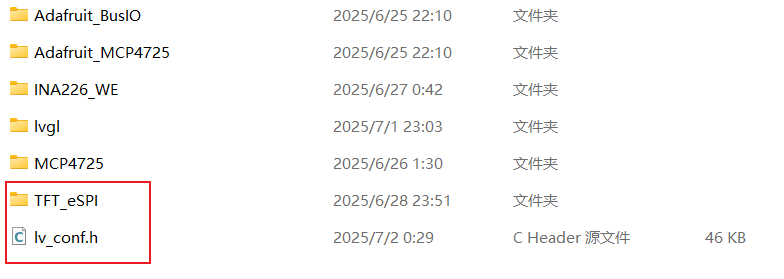 Adafruit_BusIO 2025/6/25 22:10 文件夹
Adafruit_MCP4725 2025/6/25 22:10 文件夹
INA226_WE 2025/6/27 0:42 文件夹
lvgl 2025/7/1 23:03 文件夹
MCP4725 2025/6/26 1:30 文件夹
TFT_eSPI 2025/6/28 23:51 文件夹
lv_conf.h 2025/7/2 0:29 C Header 源文件 46 KB